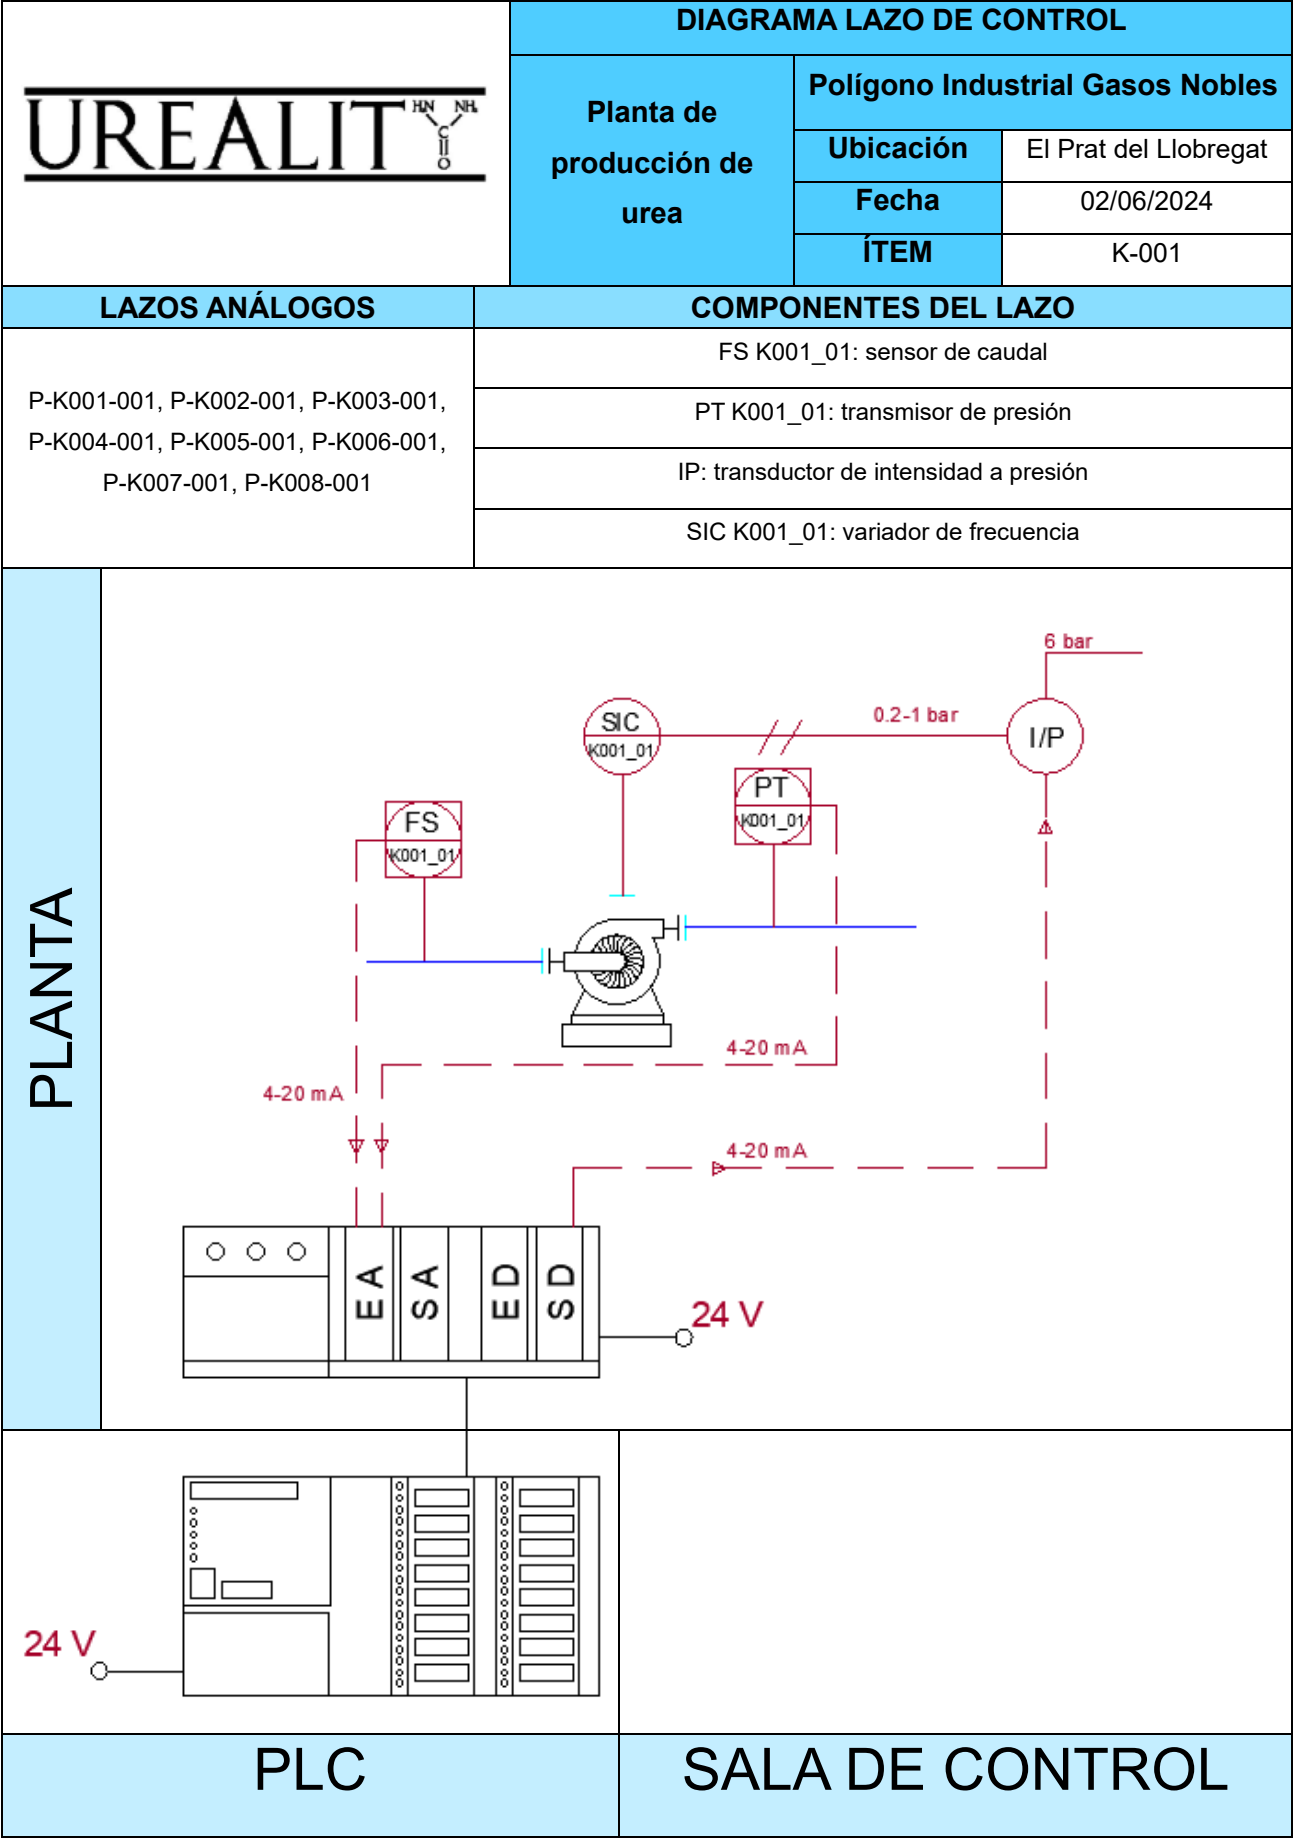 UREALIT
HN NH₂
C
O
DIAGRAMA LAZO DE CONTROL
Planta de
producción de
urea
Polígono Industrial Gasos Nobles
Ubicación El Prat del Llobregat
Fecha 02/06/2024
ÍTEM K-001
LAZOS ANÁLOGOS
COMPONENTES DEL LAZO
P-K001-001, P-K002-001, P-K003-001,
P-K004-001, P-K005-001, P-K006-001,
P-K007-001, P-K008-001
FS K001_01: sensor de caudal
PT K001_01: transmisor de presión
IP: transductor de intensidad a presión
SIC K001_01: variador de frecuencia
PLANTA
6 bar
SIC
K001_01
0.2-1 bar
I/P
PT
K001_01
FS
K001_01
4-20 mA
4-20 mA
4-20 mA
EA
SA
ED
SD
24 V
24 V
PLC
SALA DE CONTROL